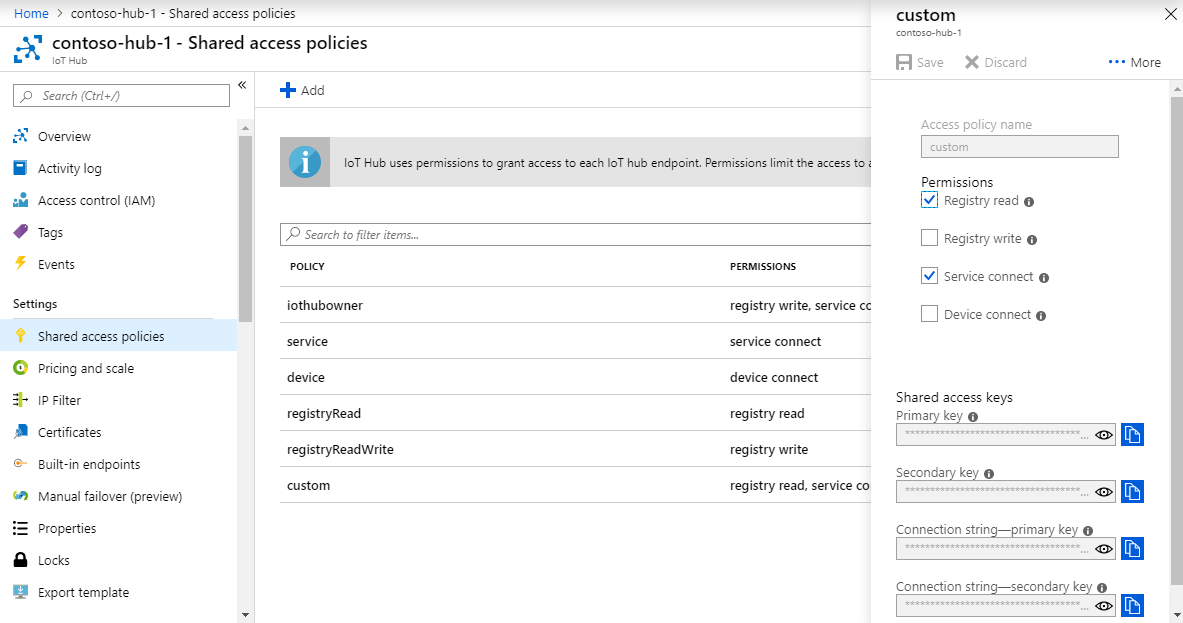 Home > contoso-hub-1 - Shared access policies
contoso-hub-1 - Shared access policies
IoT Hub
Search (Ctrl+/)
«
Overview
Activity log
Access control (IAM)
Tags
Events
Settings
Shared access policies
Pricing and scale
IP Filter
Certificates
Built-in endpoints
Manual failover (preview)
Properties
Locks
Export template
Add
IoT Hub uses permissions to grant access to each IoT hub endpoint. Permissions limit the access to a
Search to filter items...
POLICY PERMISSIONS
iothubowner registry write, service co
service service connect
device device connect
registryRead registry read
registryReadWrite registry write
custom registry read, service co
custom
contoso-hub-1
Save Discard ••• More
Access policy name
custom
Permissions
Registry read
Registry write
Service connect
Device connect
Shared access keys
Primary key
***********************************...
Secondary key
***********************************...
Connection string—primary key
***********************************...
Connection string—secondary key
***********************************...